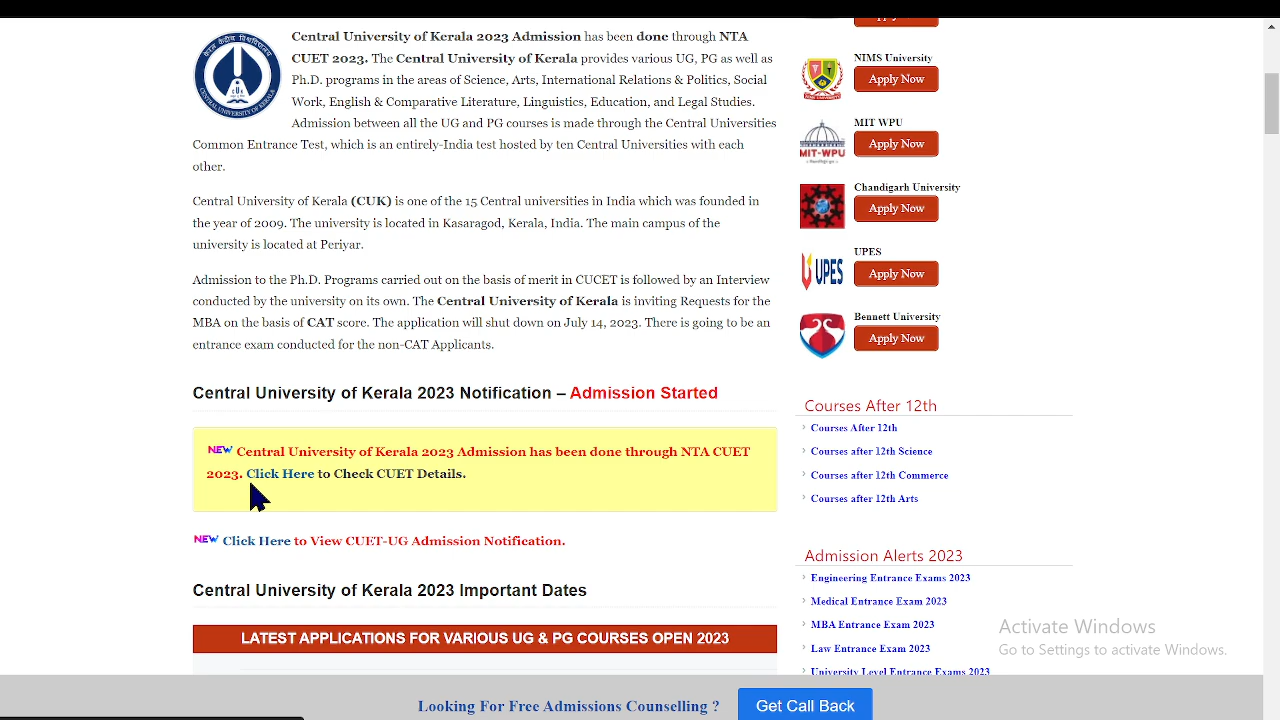 Central University of Kerala 2023 Admission has been done through NTA
CUET 2023. The Central University of Kerala provides various UG, PG as well as
Ph.D. programs in the areas of Science, Arts, International Relations & Politics, Social
Work, English & Comparative Literature, Linguistics, Education, and Legal Studies.
Admission between all the UG and PG courses is made through the Central Universities
Common Entrance Test, which is an entirely-India test hosted by ten Central Universities with each
other.
Central University of Kerala (CUK) is one of the 15 Central universities in India which was founded in
the year of 2009. The university is located in Kasaragod, Kerala, India. The main campus of the
university is located at Periyar.
Admission to the Ph.D. Programs carried out on the basis of merit in CUCET is followed by an Interview
conducted by the university on its own. The Central University of Kerala is inviting Requests for the
MBA on the basis of CAT score. The application will shut down on July 14, 2023. There is going to be an
entrance exam conducted for the non-CAT Applicants.
Central University of Kerala 2023 Notification – Admission Started
NEW Central University of Kerala 2023 Admission has been done through NTA CUET
2023. Click Here to Check CUET Details.
NEW Click Here to View CUET-UG Admission Notification.
Central University of Kerala 2023 Important Dates
LATEST APPLICATIONS FOR VARIOUS UG & PG COURSES OPEN 2023
NIMS University
Apply Now
MIT WPU
MIT-WPU
Apply Now
Chandigarh University
Apply Now
UPES
UPES
Apply Now
Bennett University
Apply Now
Courses After 12th
Courses After 12th
Courses after 12th Science
Courses after 12th Commerce
Courses after 12th Arts
Admission Alerts 2023
Engineering Entrance Exams 2023
Medical Entrance Exam 2023
MBA Entrance Exam 2023
Law Entrance Exam 2023
University Level Entrance Exams 2023
Activate Windows
Go to Settings to activate Windows.
Looking For Free Admissions Counselling ?
Get Call Back